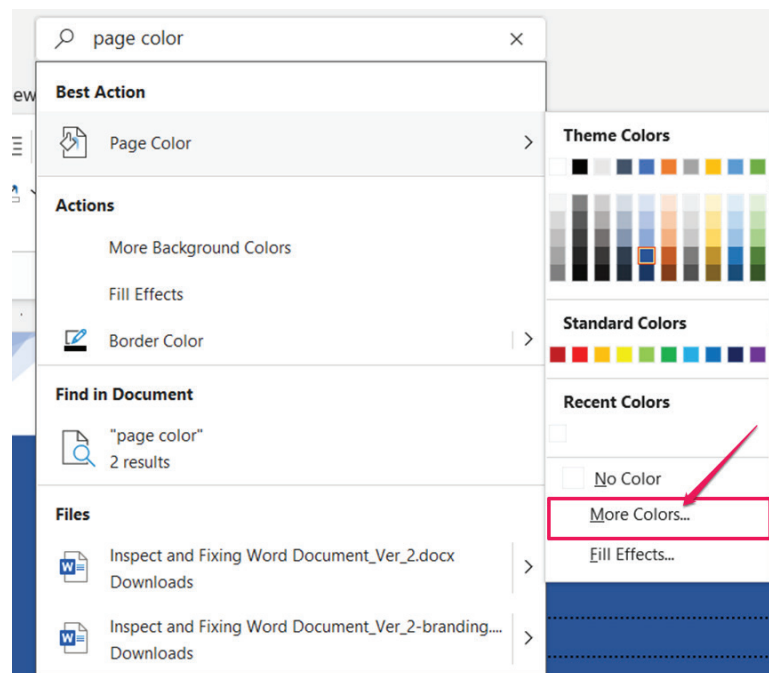 page color
ew
Best Action
Page Color
Actions
More Background Colors
Fill Effects
Border Color
Find in Document
"page color"
2 results
Files
Inspect and Fixing Word Document_Ver_2.docx
Downloads
Inspect and Fixing Word Document_Ver_2-branding....
Downloads
Theme Colors
Standard Colors
Recent Colors
No Color
More Colors...
Fill Effects...